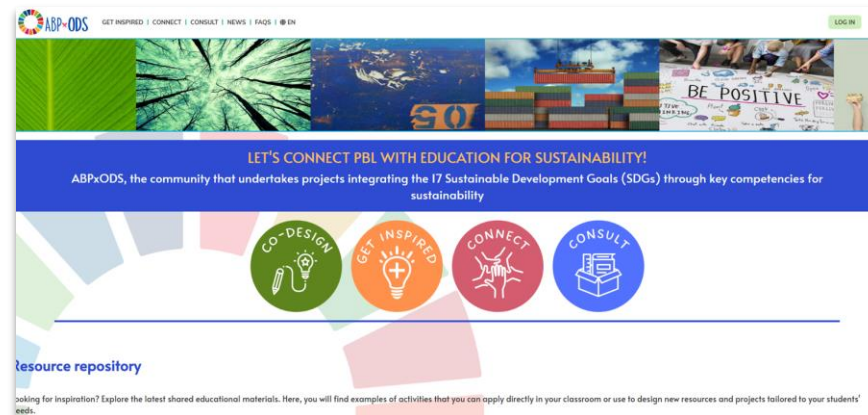 ABP×ODS GET INSPIRED | CONNECT | CONSULT | NEWS | FAQS | EN LOG IN
GO
BE POSITIVE
LET'S CONNECT PBL WITH EDUCATION FOR SUSTAINABILITY!
ABPxODS, the community that undertakes projects integrating the 17 Sustainable Development Goals (SDGs) through key competencies for
sustainability
CO-DESIGN
GET INSPIRED
CONNECT
CONSULT
Resource repository
ooking for inspiration? Explore the latest shared educational materials. Here, you will find examples of activities that you can apply directly in your classroom or use to design new resources and projects tailored to your students'
eeds.